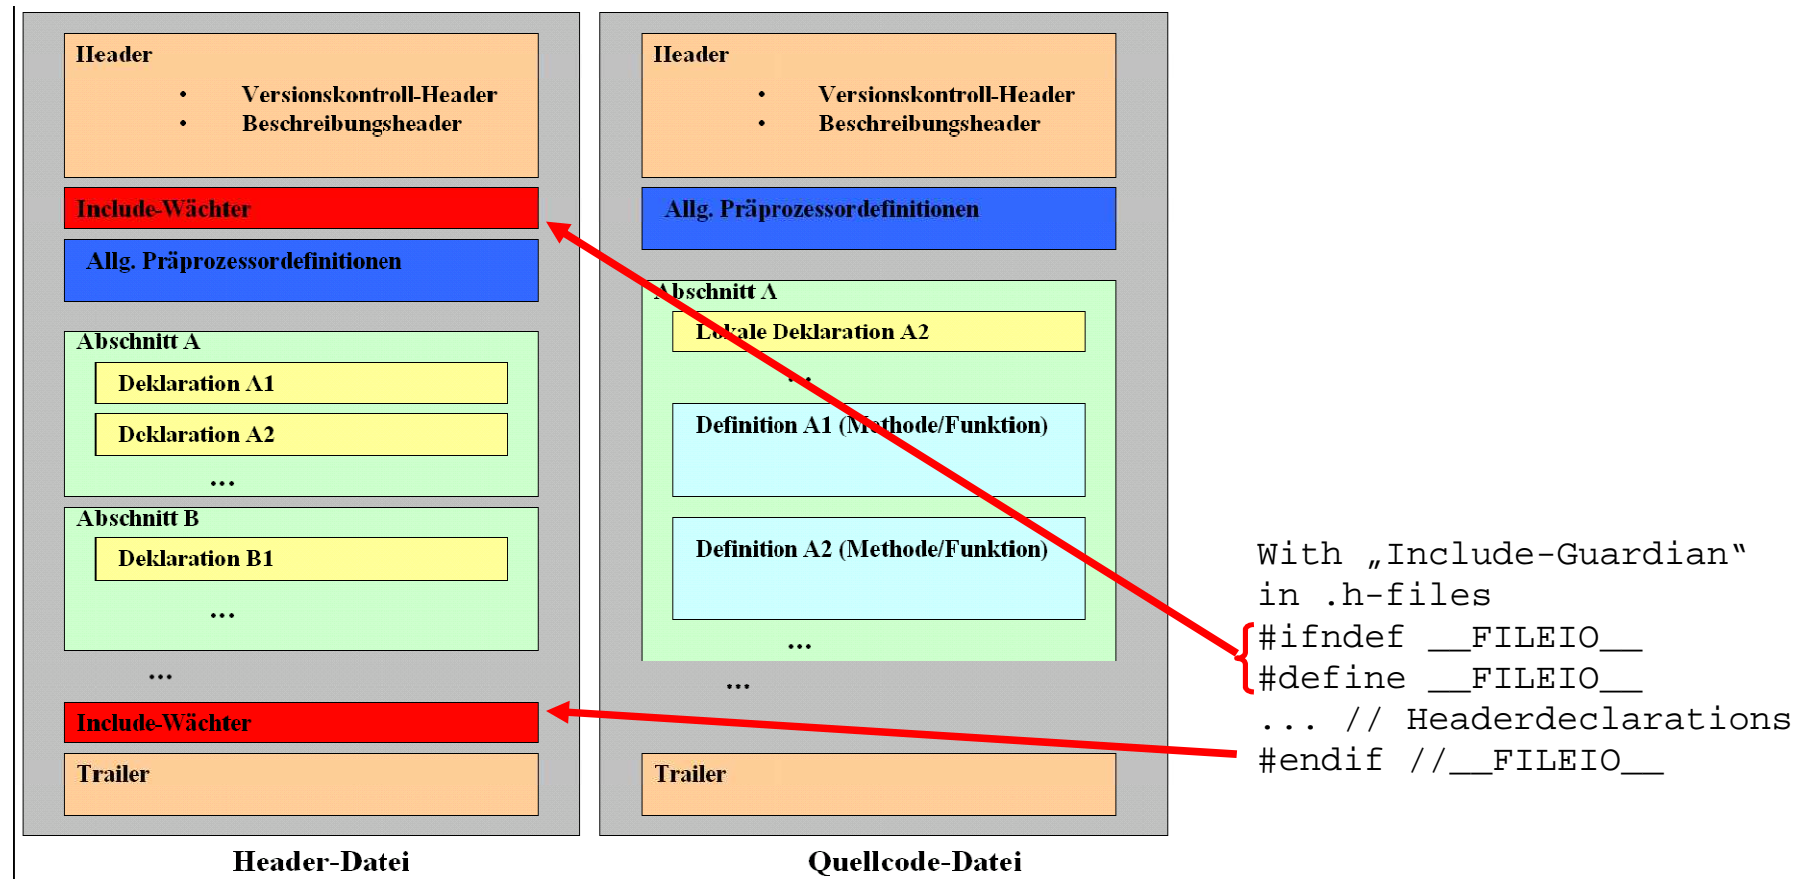 Header
• Versionskontroll-Header
• Beschreibungsheader
Include-Wächter
Allg. Präprozessordefinitionen
Abschnitt A
Deklaration A1
Deklaration A2
...
Abschnitt B
Deklaration B1
...
...
Include-Wächter
Trailer
Header-Datei
Header
• Versionskontroll-Header
• Beschreibungsheader
Allg. Präprozessordefinitionen
Abschnitt A
Lokale Deklaration A2
...
Definition A1 (Methode/Funktion)
Definition A2 (Methode/Funktion)
...
...
Trailer
Quellcode-Datei
With „Include-Guardian“
in .h-files
#ifndef __FILEIO__
#define __FILEIO__
... // Headerdeclarations
#endif //__FILEIO__